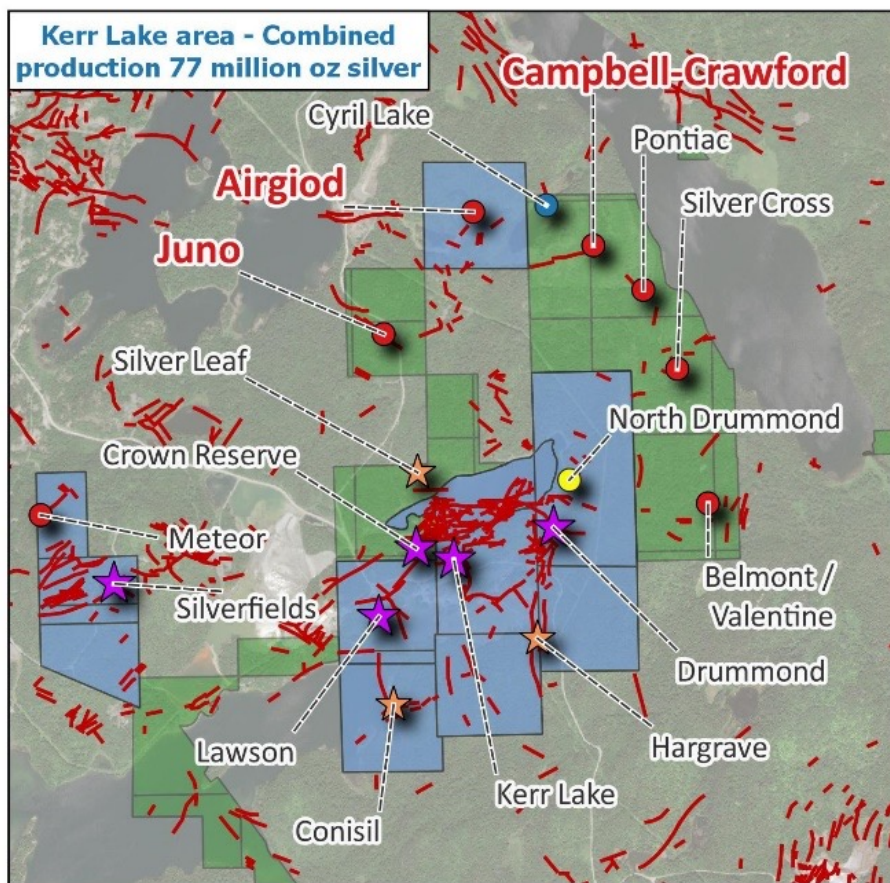 Kerr Lake area - Combined
production 77 million oz silver
Campbell-Crawford
Cyril Lake
Pontiac
Airgiod
Silver Cross
Juno
Silver Leaf
North Drummond
Crown Reserve
Meteor
Belmont /
Valentine
Silverfields
Drummond
Lawson
Hargrave
Kerr Lake
Conisil